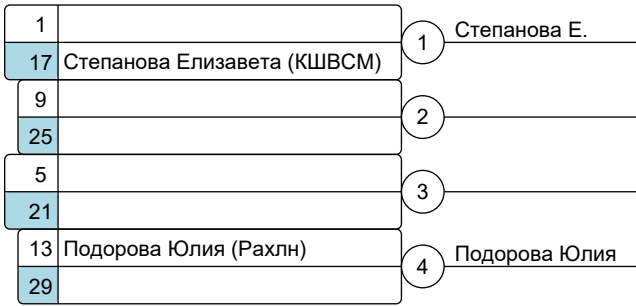 1
17 Степанова Елизавета (КШВСМ)
1 Степанова Е.
9
25
2
5
21
3
13 Подорова Юлия (Рахлн)
29
4 Подорова Юлия